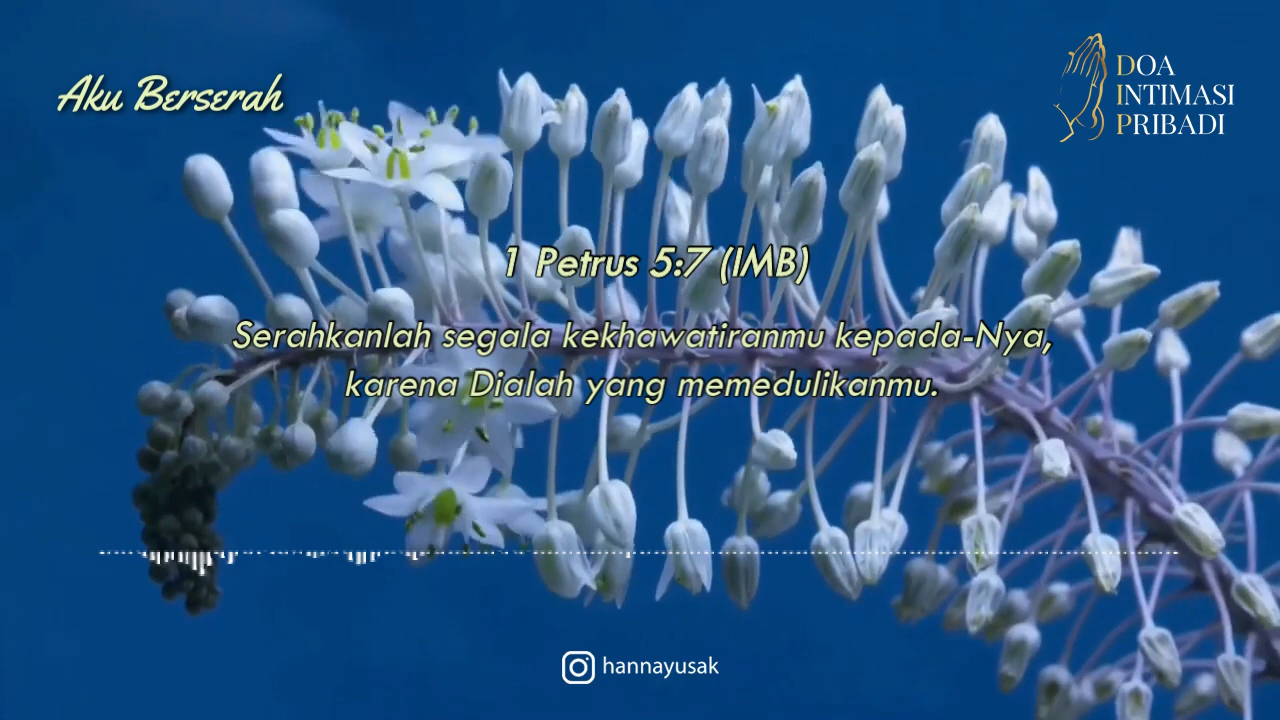 Aku Berserah
DOA
INTIMASI
PRIBADI
1 Petrus 5:7 (IMB)
Serahkanlah segala kekhawatiranmu kepada-Nya,
karena Dialah yang memedulikanmu.
hannayusak